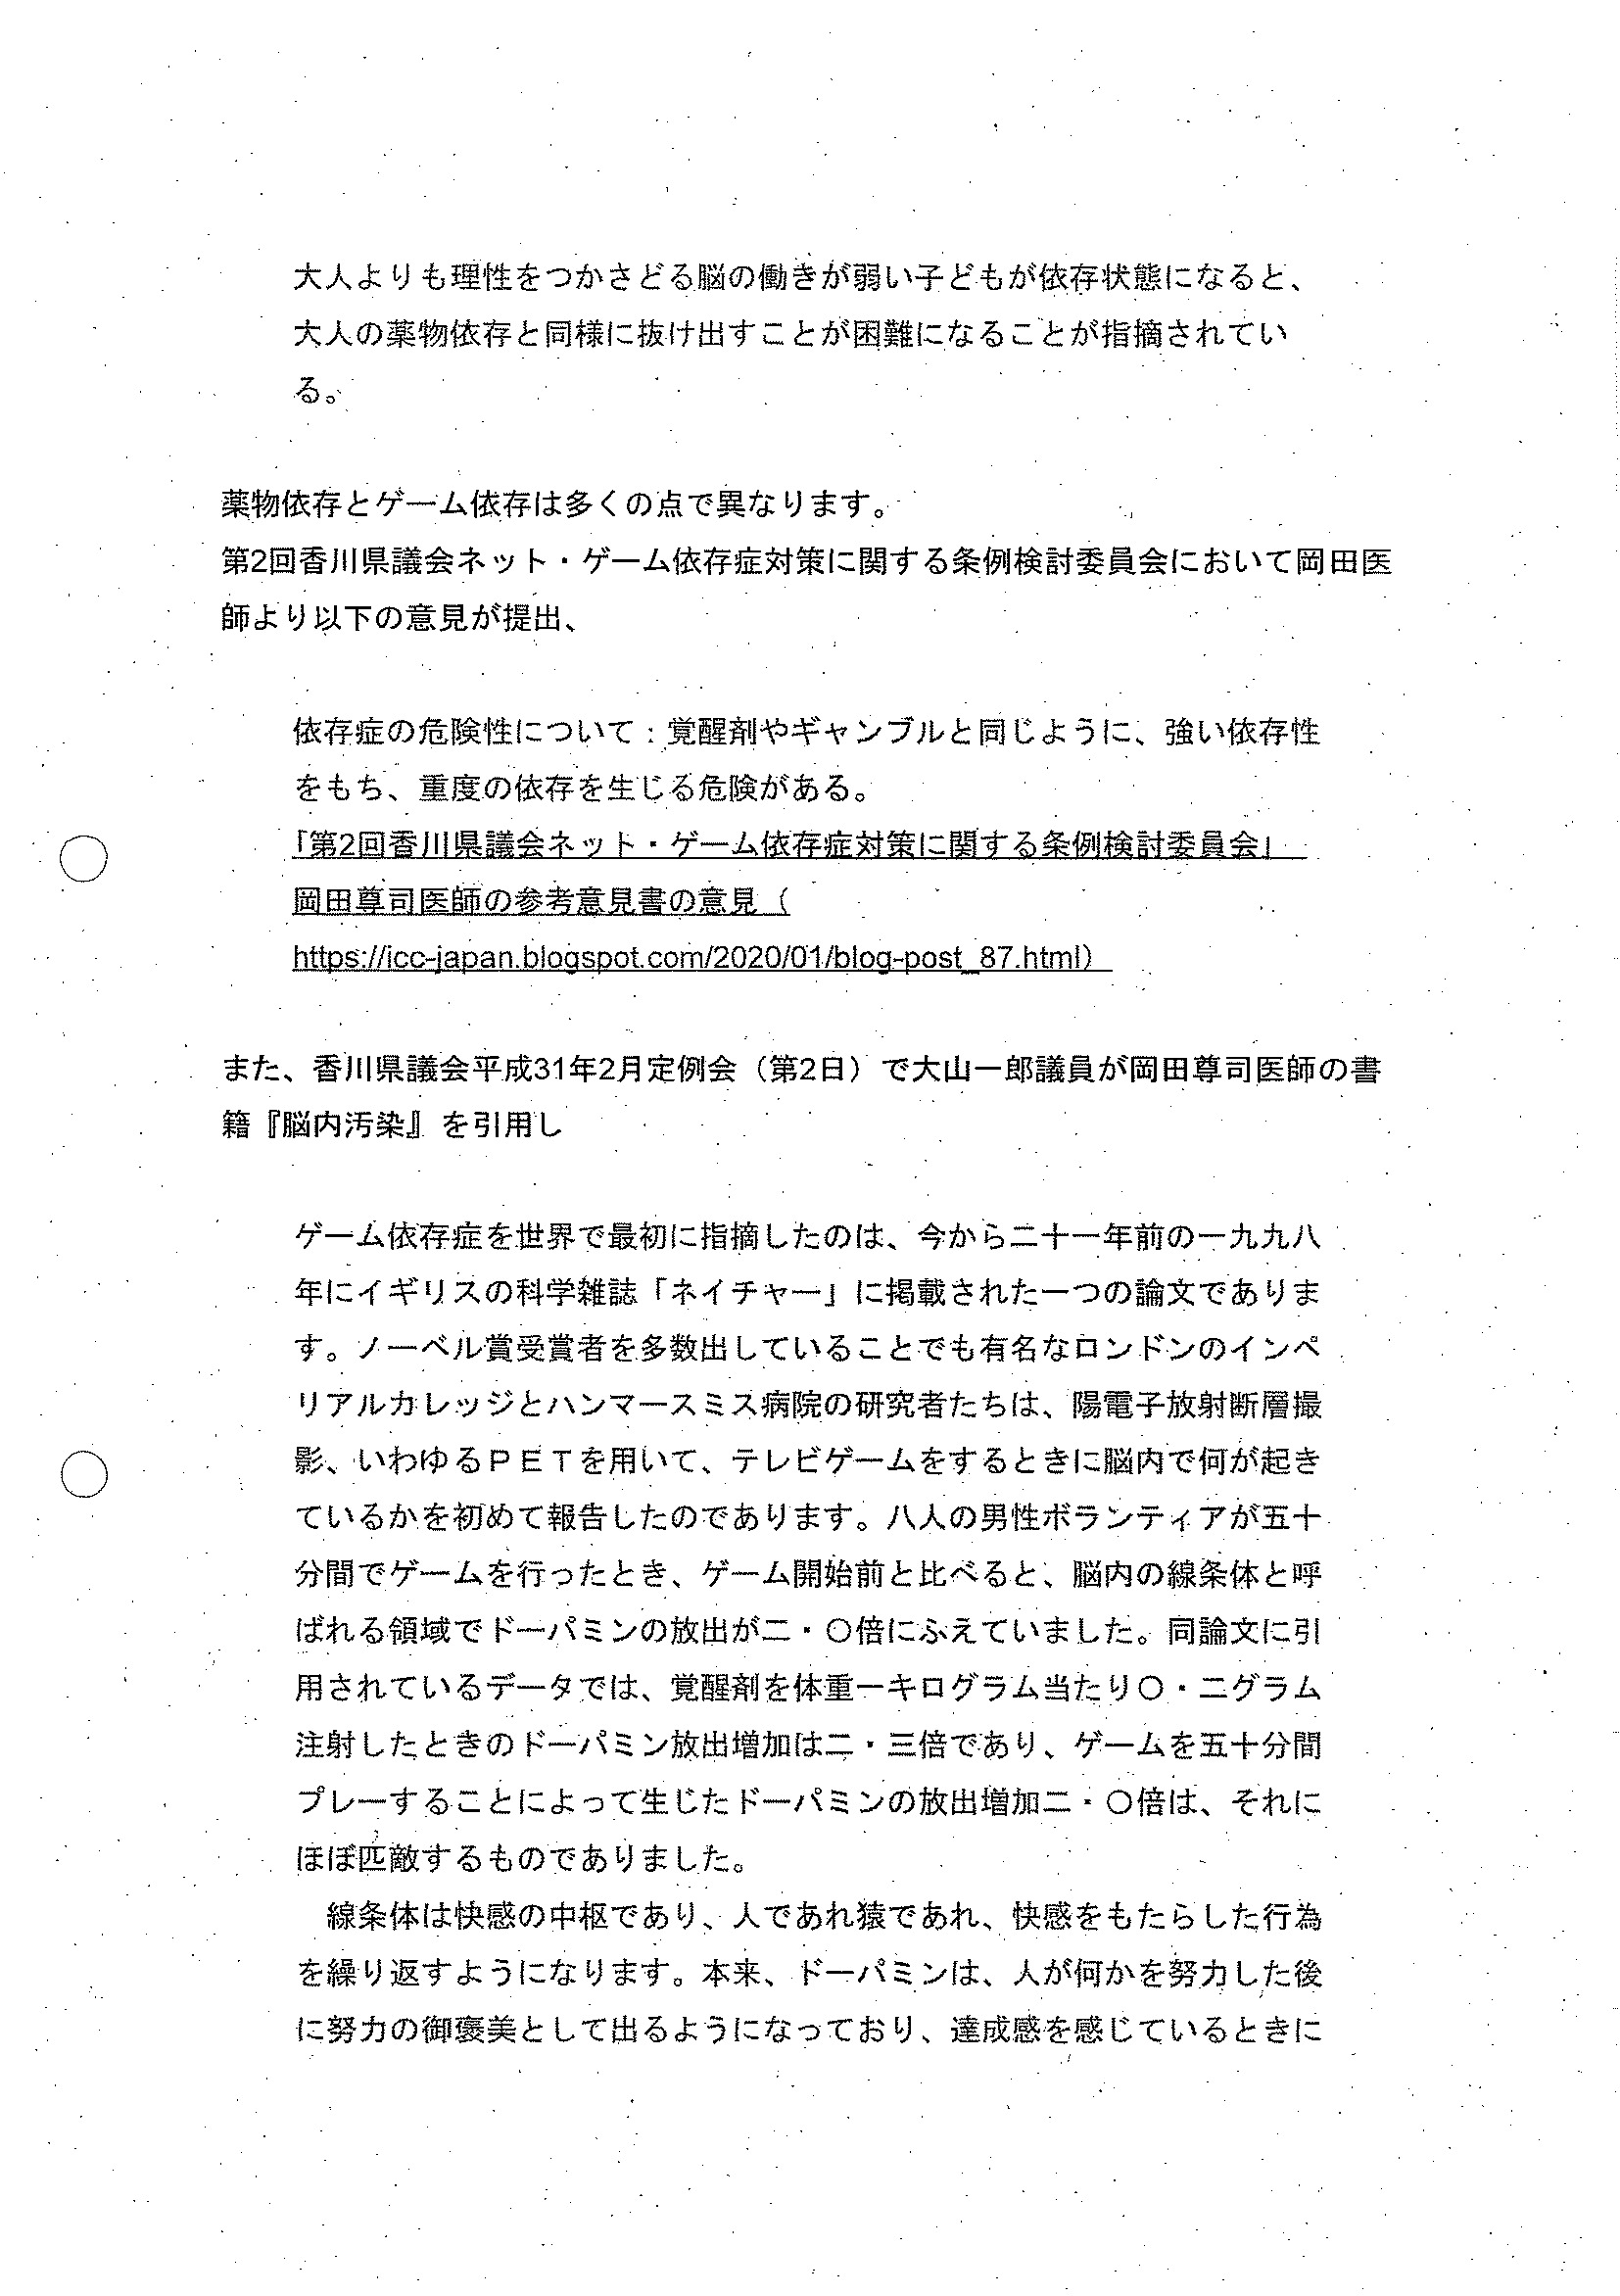 大人よりも理性をつかさどる脳の働きが弱い子どもが依存状態になると、
大人の薬物依存と同様に抜け出すことが困難になることが指摘されてい
る。
薬物依存とゲーム依存は多くの点で異なります。
第2回香川県議会ネット・ゲーム依存症対策に関する条例検討委員会において岡田医
師より以下の意見が提出、
依存症の危険性について：覚醒剤やギャンブルと同じように、強い依存性
をもち、重度の依存を生じる危険がある。
「第2回香川県議会ネット・ゲーム依存症対策に関する条例検討委員会」
岡田尊司医師の参考意見書の意見（
https://icc-japan.blogspot.com/2020/01/blog-post_87.html）
また、香川県議会平成31年2月定例会（第2日）で大山一郎議員が岡田尊司医師の書
籍『脳内汚染』を引用し
ゲーム依存症を世界で最初に指摘したのは、今から二十一年前の一九九八
年にイギリスの科学雑誌「ネイチャー」に掲載された一つの論文でありま
す。ノーベル賞受賞者を多数出していることでも有名なロンドンのインペ
リアルカレッジとハンマースミス病院の研究者たちは、陽電子放射断層撮
影、いわゆるＰＥＴを用いて、テレビゲームをするときに脳内で何が起き
ているかを初めて報告したのであります。八人の男性ボランティアが五十
分間でゲームを行ったとき、ゲーム開始前と比べると、脳内の線条体と呼
ばれる領域でドーパミンの放出が二・〇倍にふえていました。同論文に引
用されているデータでは、覚醒剤を体重一キログラム当たり〇・二グラム
注射したときのドーパミン放出増加は二・三倍であり、ゲームを五十分間
プレーすることによって生じたドーパミンの放出増加二・〇倍は、それに
ほぼ匹敵するものでありました。
　線条体は快感の中枢であり、人であれ猿であれ、快感をもたらした行為
を繰り返すようになります。本来、ドーパミンは、人が何かを努力した後
に努力の御褒美として出るようになっており、達成感を感じているときに